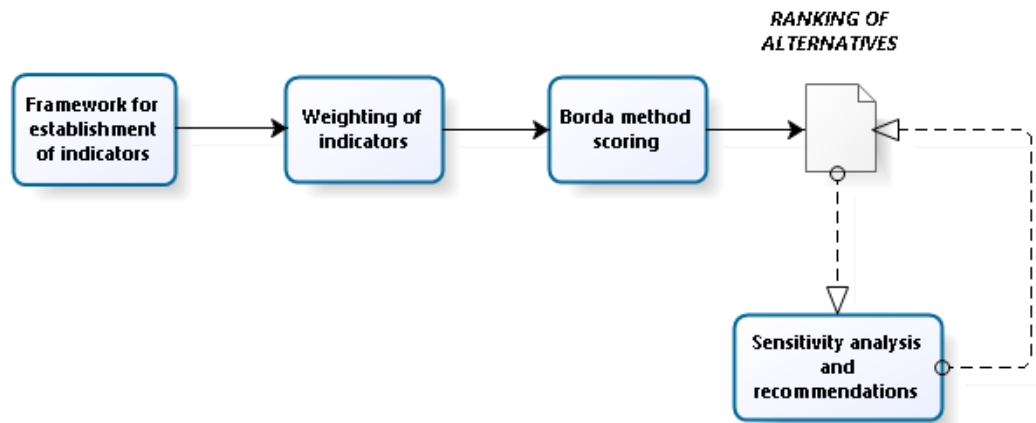 RANKING OF
ALTERNATIVES
Framework for
establishment
of indicators
Weighting of
indicators
Borda method
scoring
Sensitivity analysis
and
recommendations